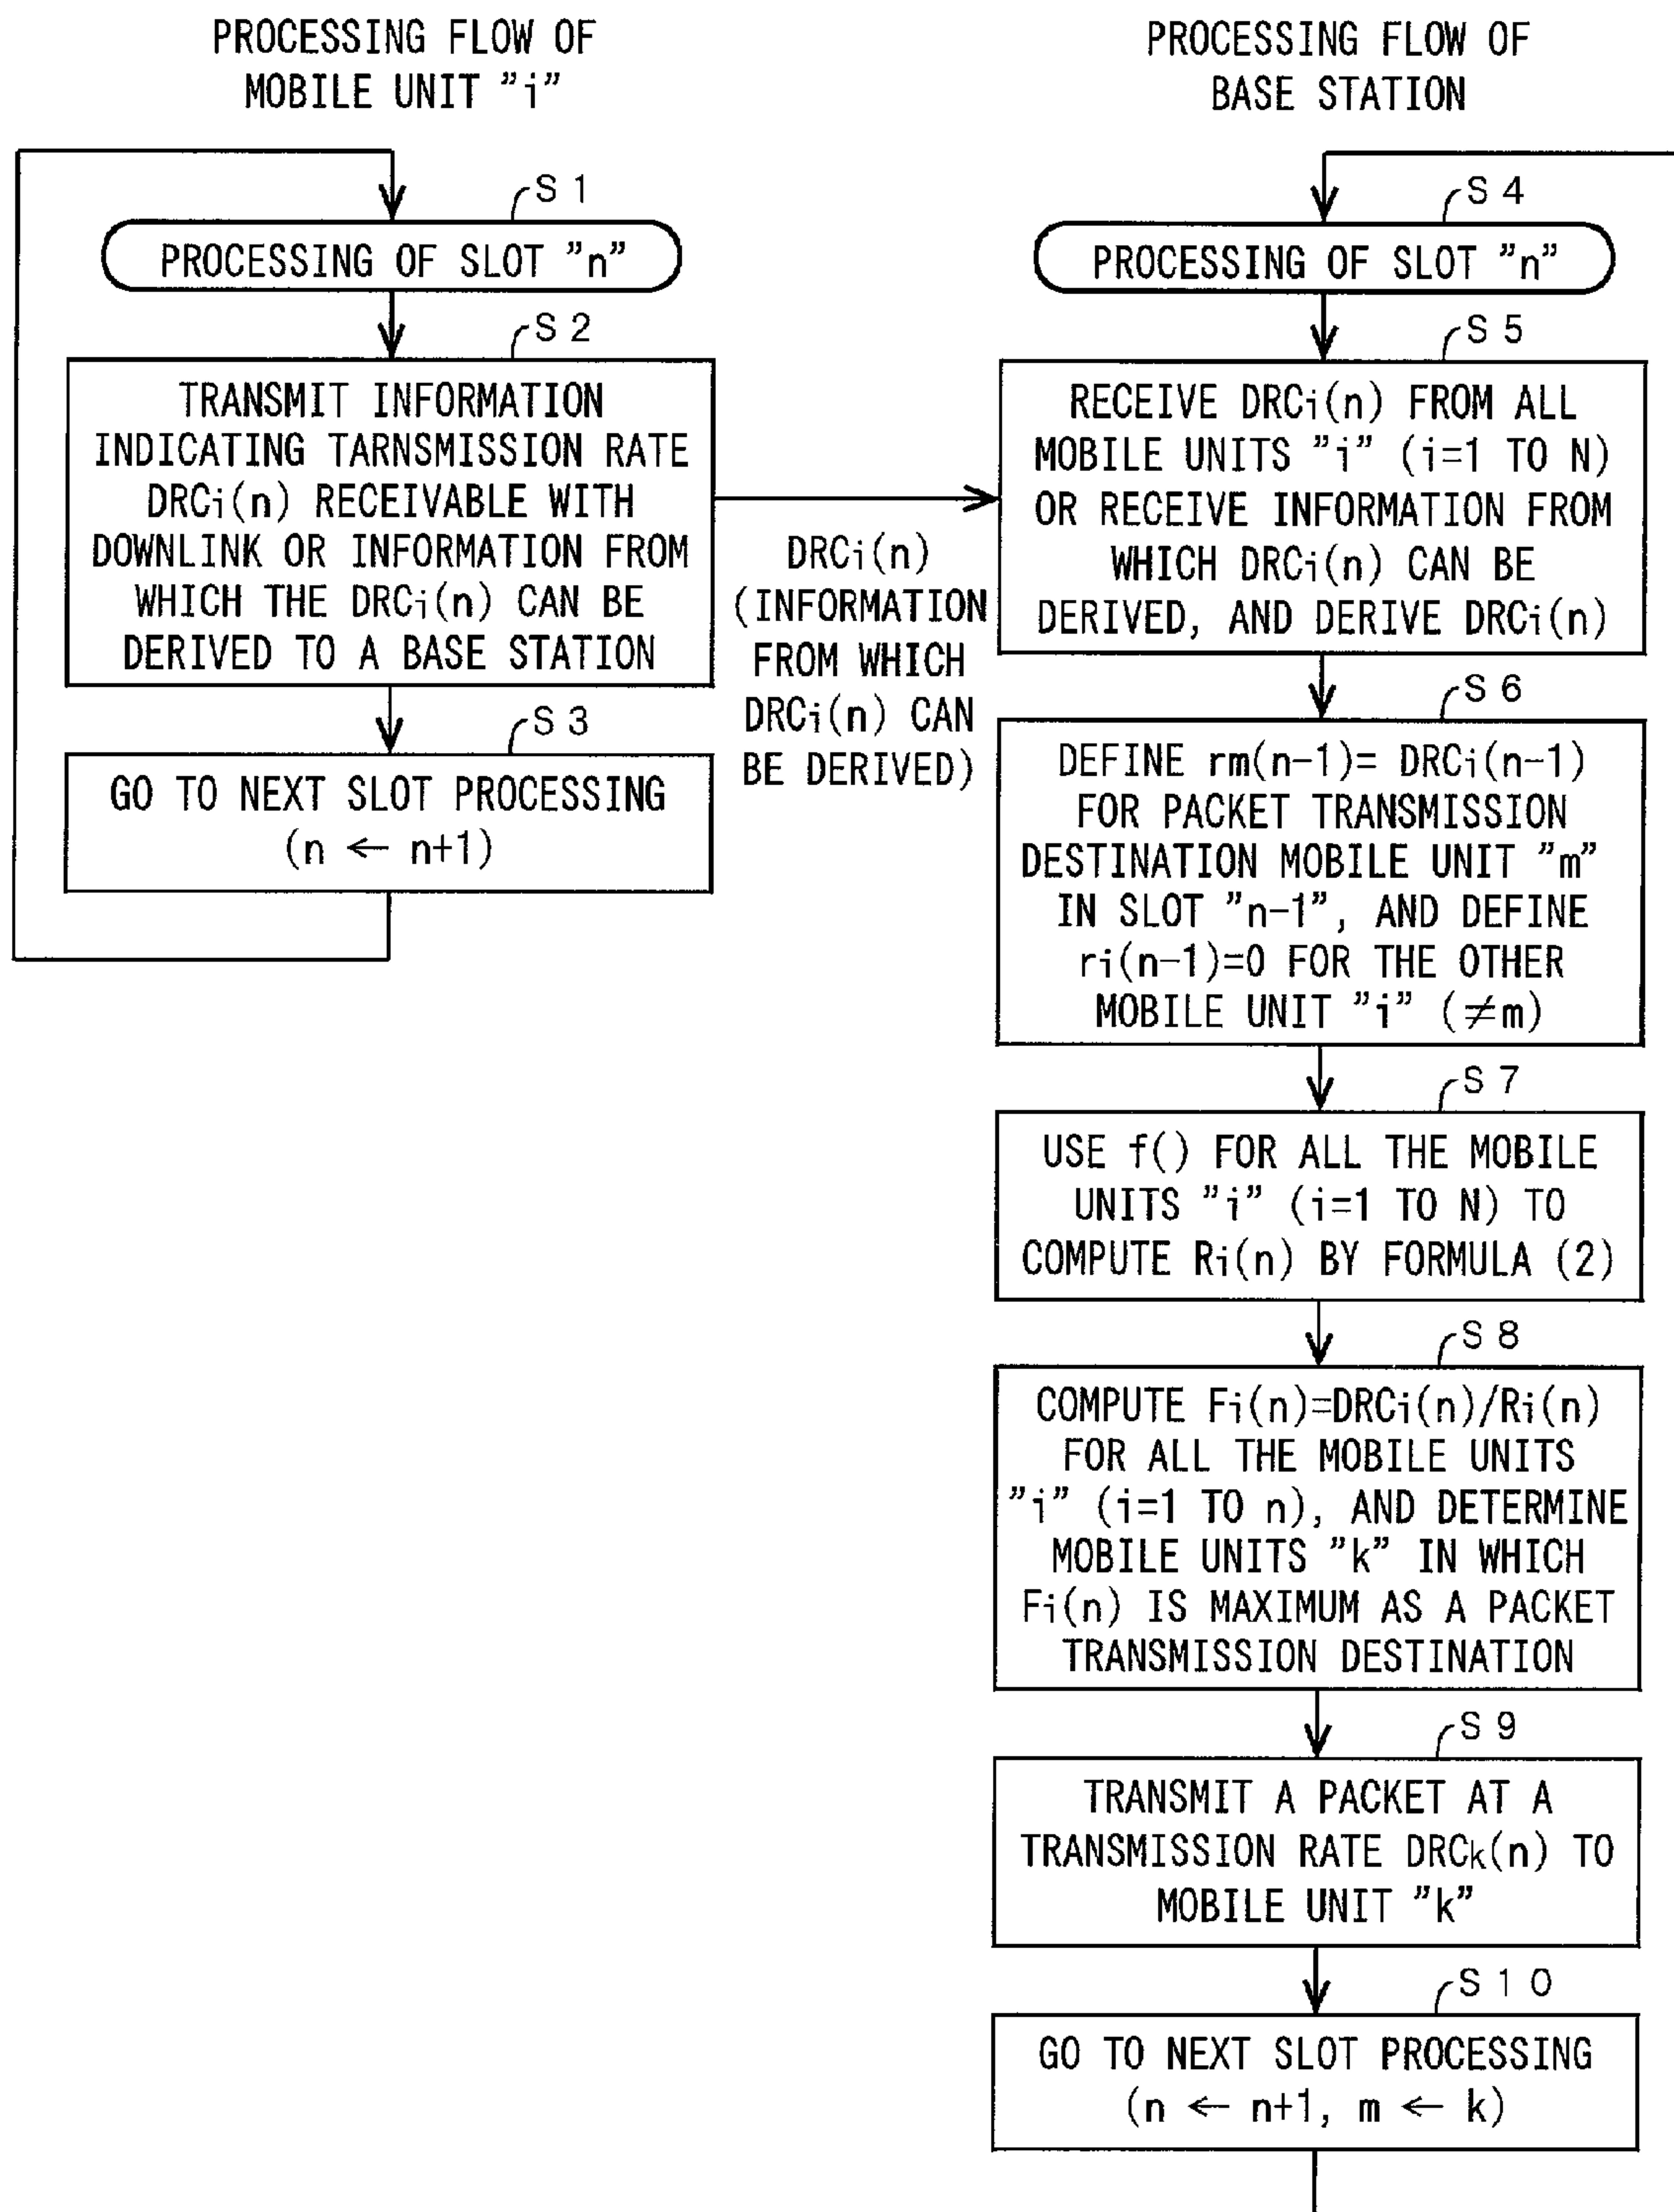 PROCESSING FLOW OF
MOBILE UNIT "i"
S1
PROCESSING OF SLOT "n"
S2
TRANSMIT INFORMATION
INDICATING TARNSMISSION RATE
DRCi(n) RECEIVABLE WITH
DOWNLINK OR INFORMATION FROM
WHICH THE DRCi(n) CAN BE
DERIVED TO A BASE STATION
S3
GO TO NEXT SLOT PROCESSING
(n ← n+1)
DRCi(n)
(INFORMATION
FROM WHICH
DRCi(n) CAN
BE DERIVED)
PROCESSING FLOW OF
BASE STATION
S4
PROCESSING OF SLOT "n"
S5
RECEIVE DRCi(n) FROM ALL
MOBILE UNITS "i" (i=1 TO N)
OR RECEIVE INFORMATION FROM
WHICH DRCi(n) CAN BE
DERIVED, AND DERIVE DRCi(n)
S6
DEFINE rm(n-1)= DRCi(n-1)
FOR PACKET TRANSMISSION
DESTINATION MOBILE UNIT "m"
IN SLOT "n-1", AND DEFINE
ri(n-1)=0 FOR THE OTHER
MOBILE UNIT "i" (≠m)
S7
USE f() FOR ALL THE MOBILE
UNITS "i" (i=1 TO N) TO
COMPUTE Ri(n) BY FORMULA (2)
S8
COMPUTE Fi(n)=DRCi(n)/Ri(n)
FOR ALL THE MOBILE UNITS
"i" (i=1 TO n), AND DETERMINE
MOBILE UNITS "k" IN WHICH
Fi(n) IS MAXIMUM AS A PACKET
TRANSMISSION DESTINATION
S9
TRANSMIT A PACKET AT A
TRANSMISSION RATE DRCk(n) TO
MOBILE UNIT "k"
S10
GO TO NEXT SLOT PROCESSING
(n ← n+1, m ← k)